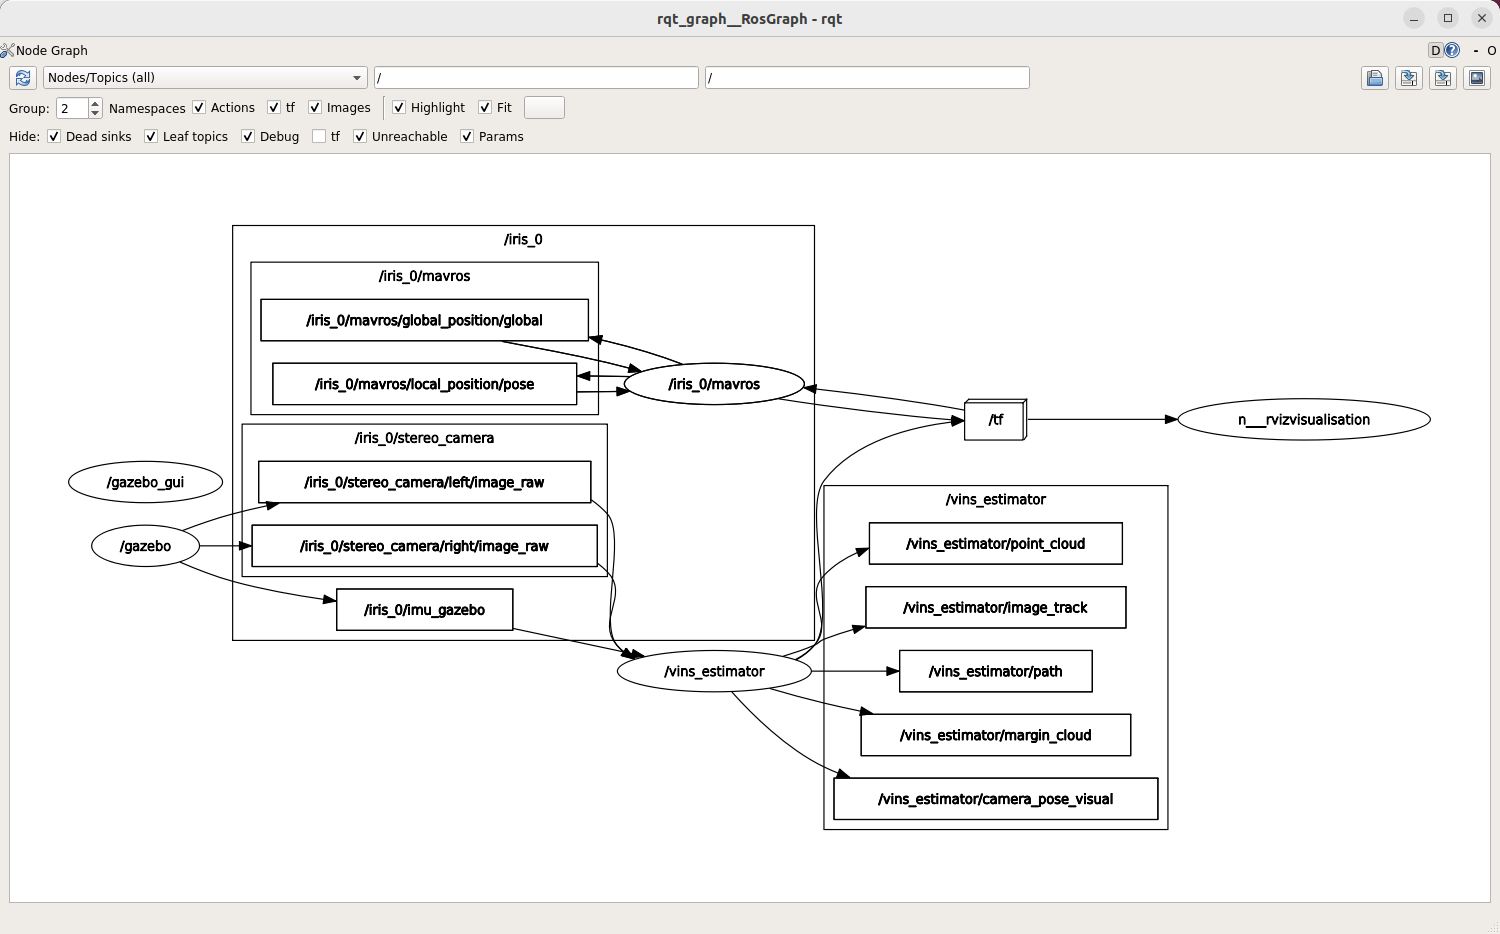 rqt_graph__RosGraph - rqt
Node Graph
D
- O
Nodes/Topics (all)
/
/
Group: 2 Namespaces Actions tf Images Highlight Fit
Hide: Dead sinks Leaf topics Debug tf Unreachable Params
/iris_0
/iris_0/mavros
/iris_0/mavros/global_position/global
/iris_0/mavros/local_position/pose
/iris_0/mavros
/iris_0/stereo_camera
/tf
n___rvizvisualisation
/gazebo_gui
/iris_0/stereo_camera/left/image_raw
/vins_estimator
/gazebo
/iris_0/stereo_camera/right/image_raw
/vins_estimator/point_cloud
/iris_0/imu_gazebo
/vins_estimator/image_track
/vins_estimator
/vins_estimator/path
/vins_estimator/margin_cloud
/vins_estimator/camera_pose_visual